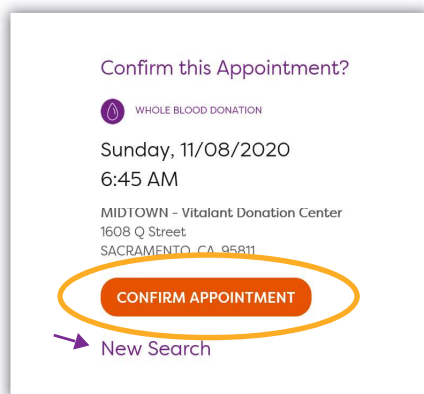 Confirm this Appointment?
WHOLE BLOOD DONATION
Sunday, 11/08/2020
6:45 AM
MIDTOWN - Vitalant Donation Center
1608 Q Street
SACRAMENTO, CA, 95811
CONFIRM APPOINTMENT
New Search